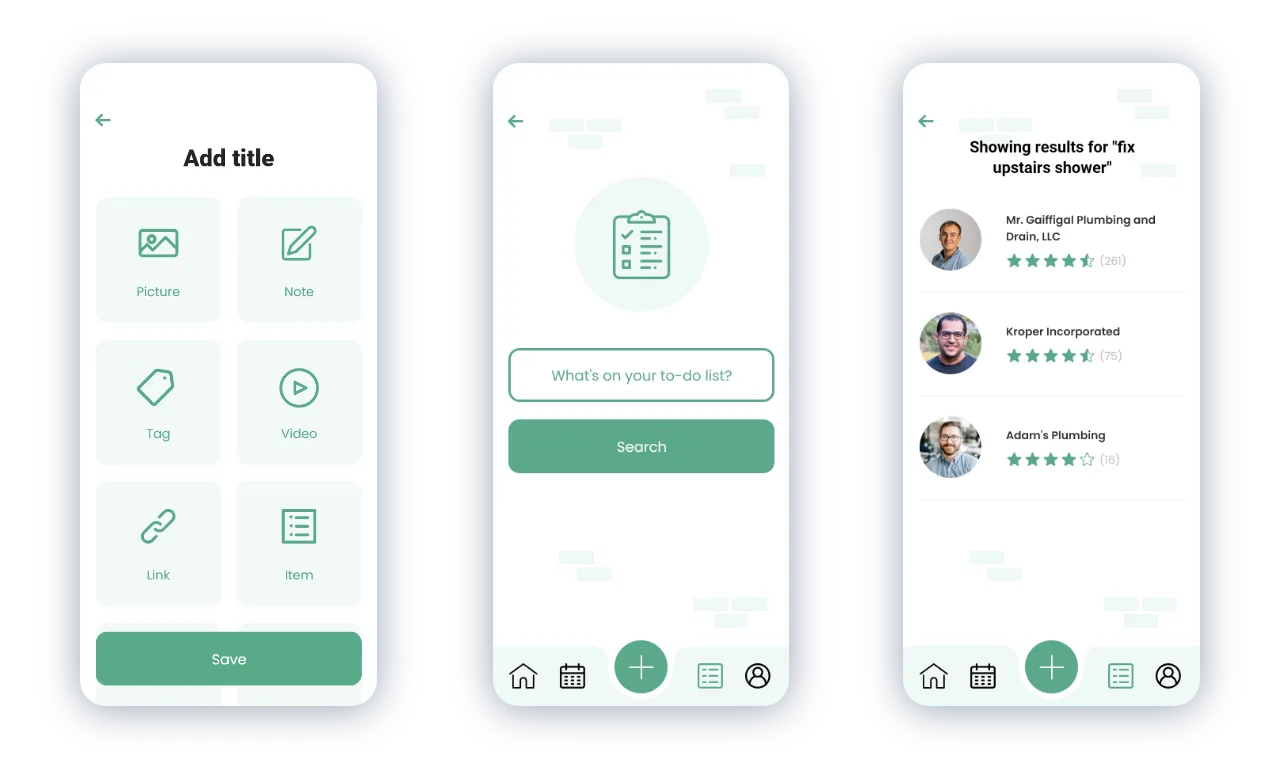 Add title
Picture
Note
Tag
Video
Link
Item
Save
What's on your to-do list?
Search
Showing results for "fix
upstairs shower"
Mr. Gaiffigal Plumbing and
Drain, LLC
(261)
Kroper Incorporated
(75)
Adam's Plumbing
(16)